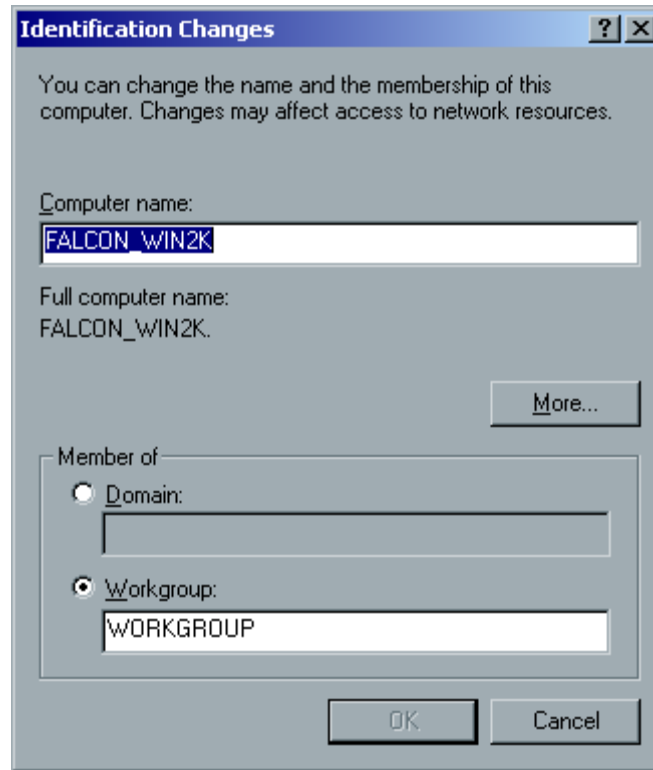 Identification Changes
You can change the name and the membership of this
computer. Changes may affect access to network resources.
Computer name:
FALCON_WIN2K
Full computer name:
FALCON_WIN2K.
More...
Member of
Domain:
Workgroup:
WORKGROUP
OK
Cancel